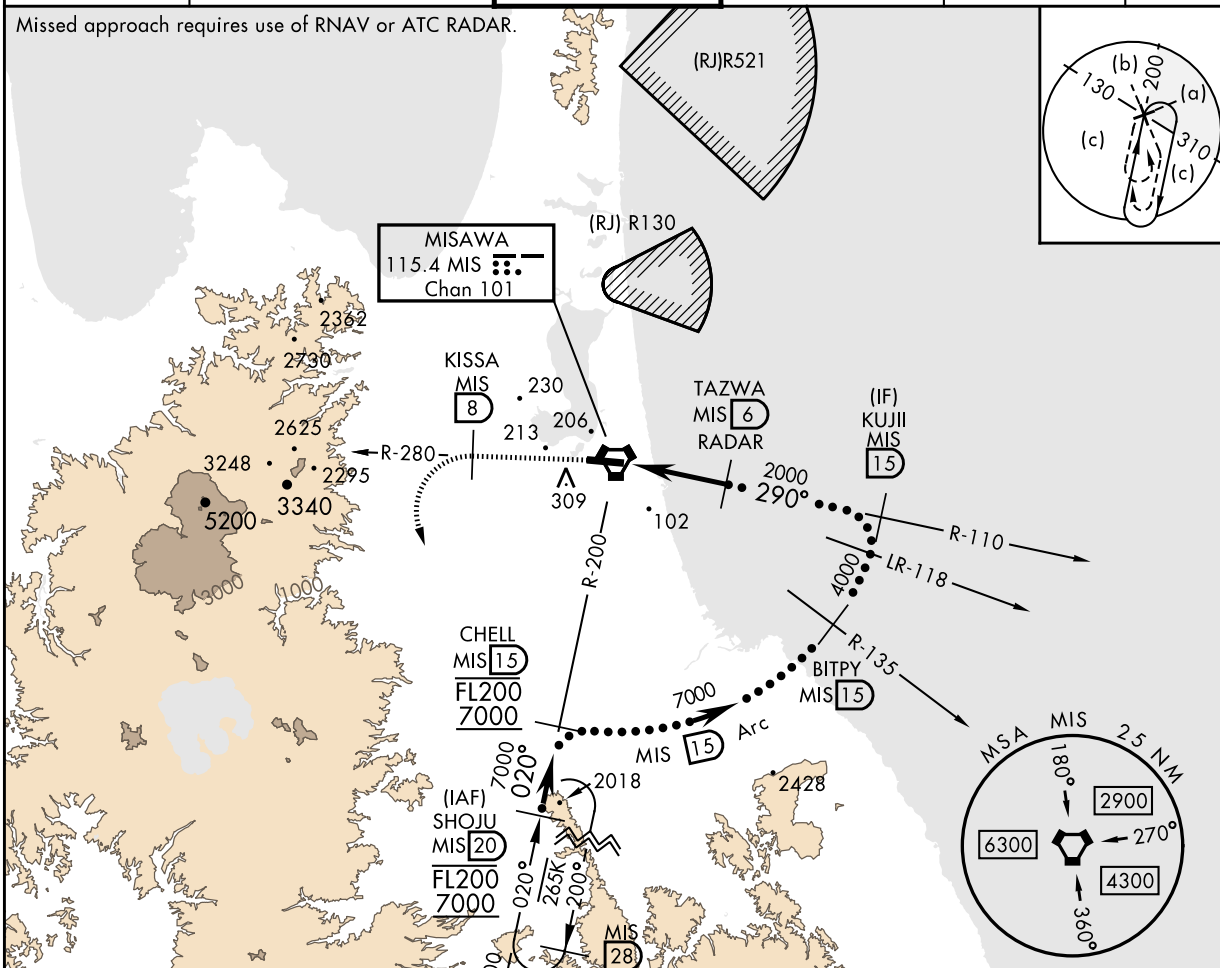 Missed approach requires use of RNAV or ATC RADAR.
(RJ)R521
(b)
200
(a)
130
(c)
310
(c)
(RJ) R130
MISAWA
115.4 MIS
Chan 101
2362
2730
KISSA
MIS
8
230
206
213
TAZWA
MIS 6
RADAR
(IF)
KUJII
MIS
15
2625
3248
2295
3340
5200
R-280
309
102
2000
290°
R-110
LR-118
4000
R-135
3000
1000
R-200
CHELL
MIS 15
FL200
7000
BITPY
MIS 15
7000
MIS 15 Arc
7000
020°
2018
2428
(IAF)
SHOJU
MIS 20
FL200
7000
020°
265K
200°
MIS
28
MSA MIS 25 NM
180°
2900
6300
270°
4300
360°